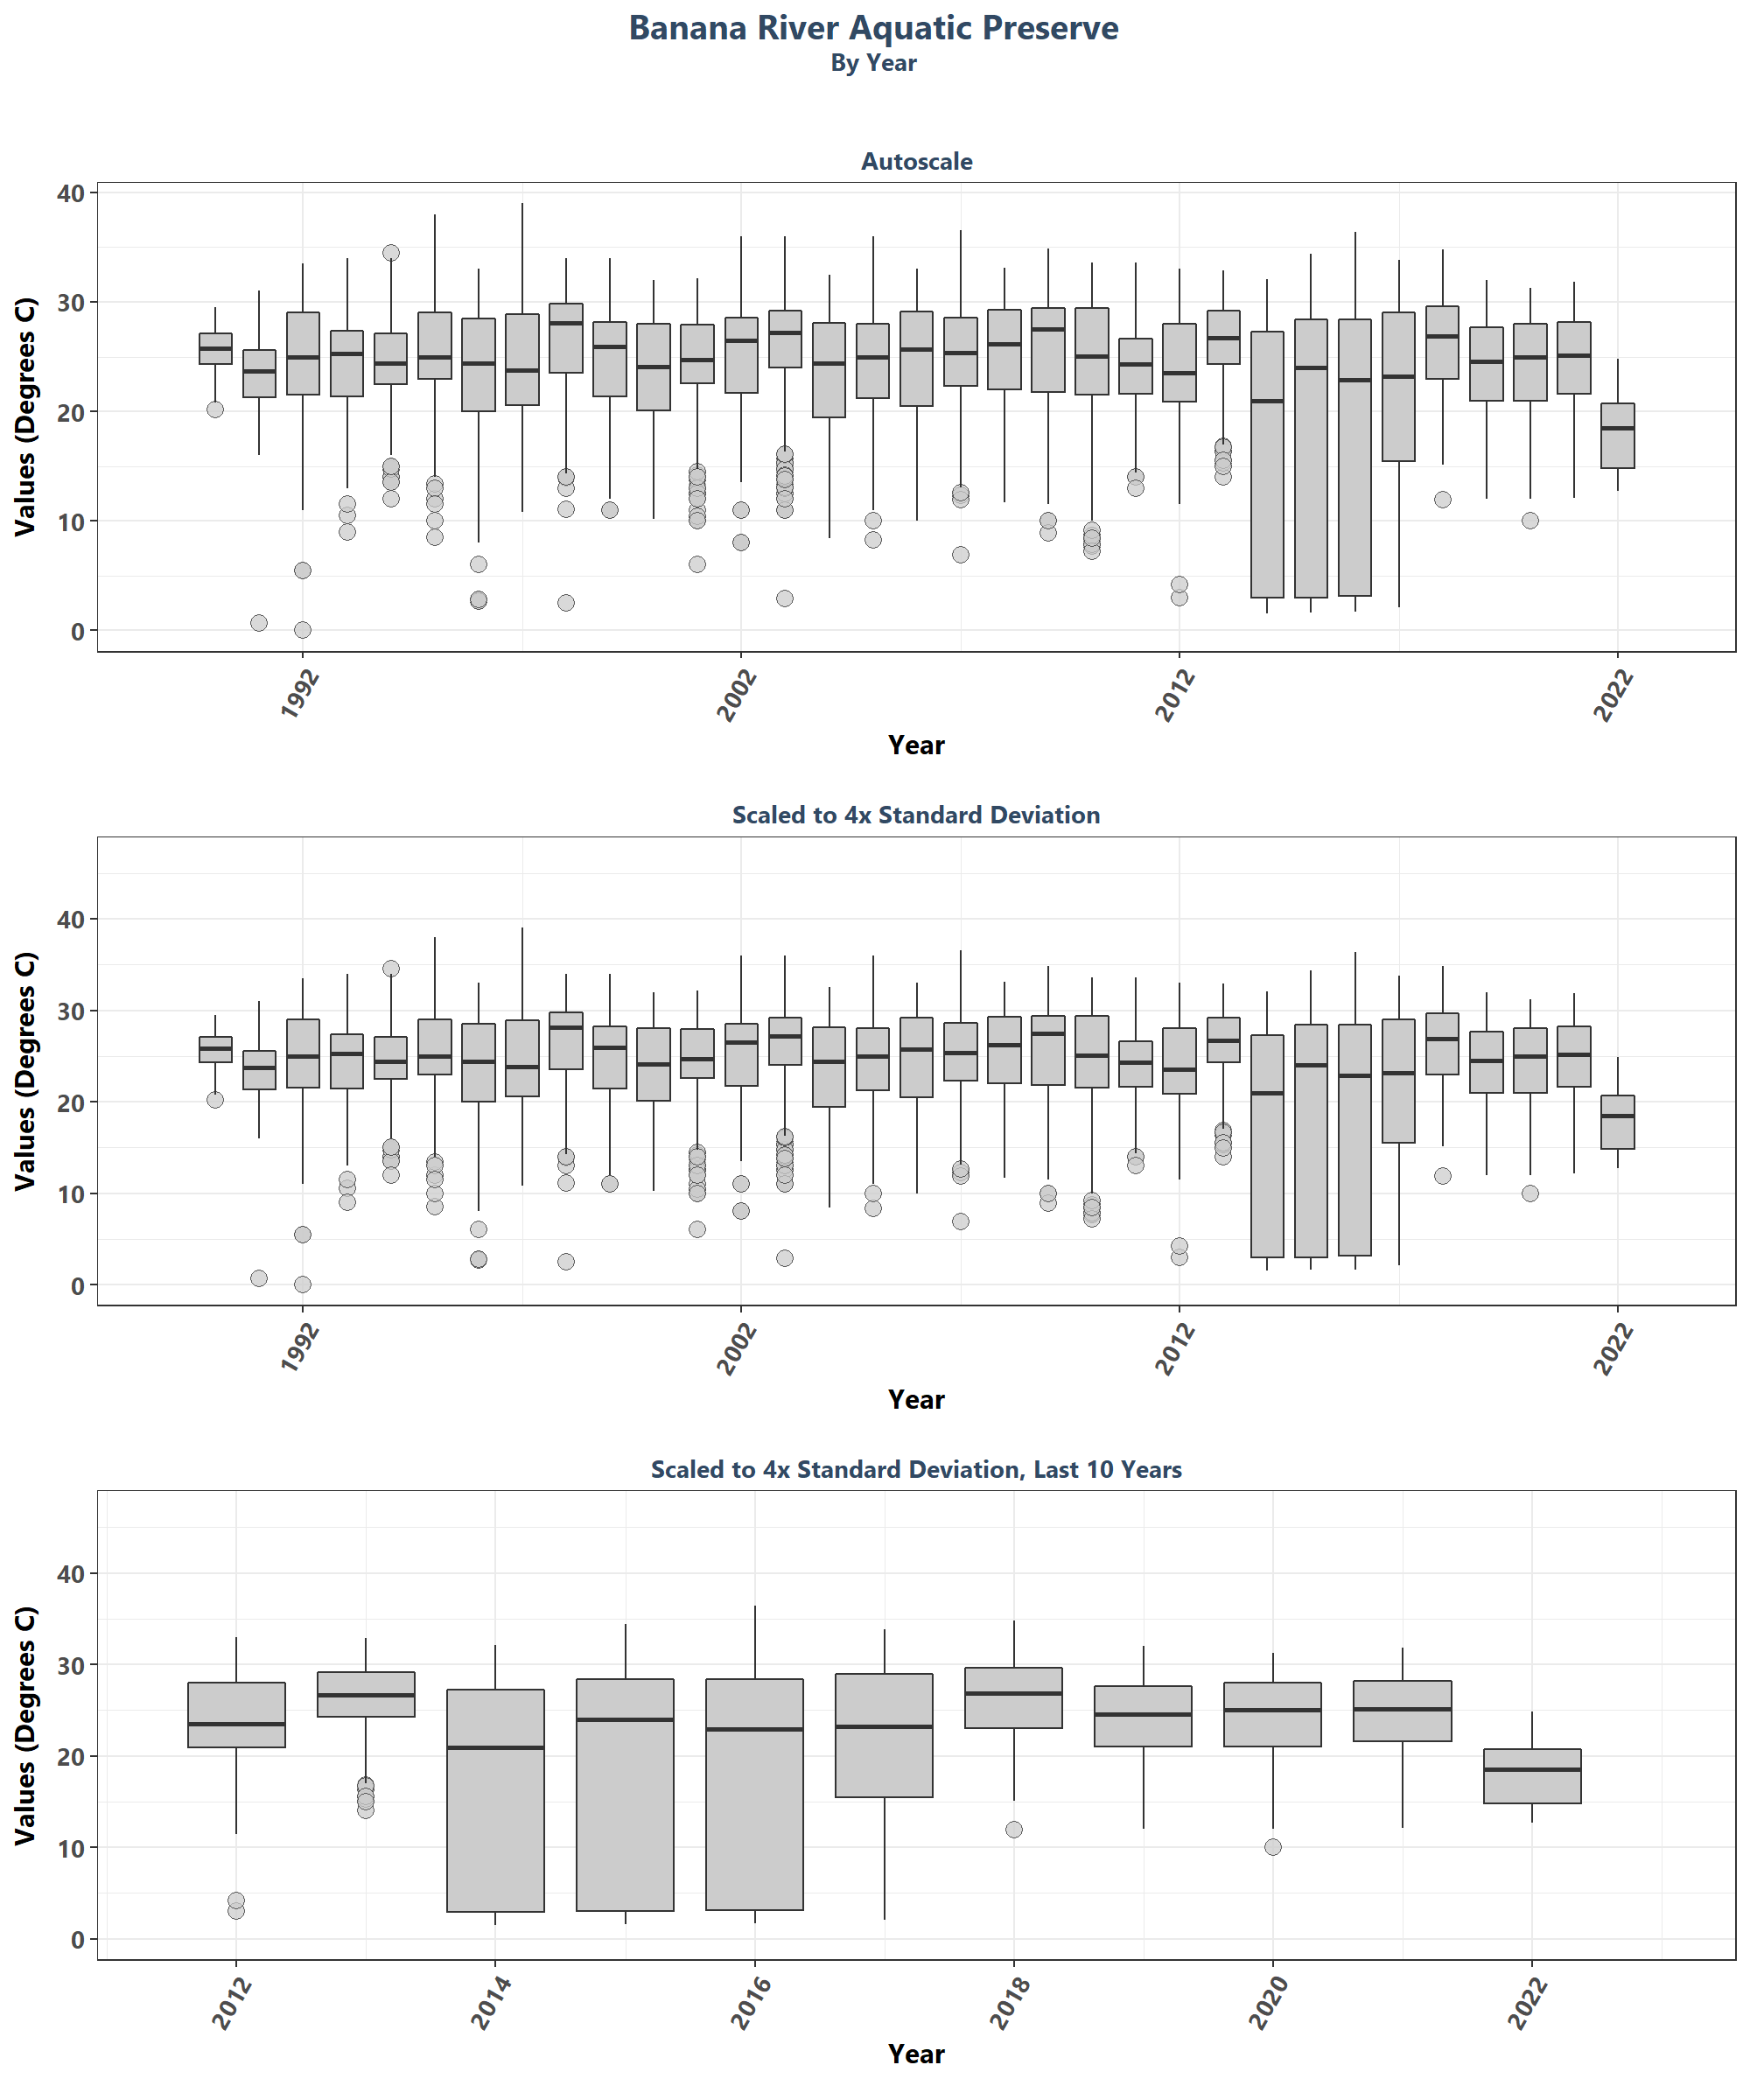 Banana River Aquatic Preserve
By Year
Autoscale
Values (Degrees C)
40
30
20
10
0
1992
2002
2012
2022
Year
Scaled to 4x Standard Deviation
Values (Degrees C)
40
30
20
10
0
1992
2002
2012
2022
Year
Scaled to 4x Standard Deviation, Last 10 Years
Values (Degrees C)
40
30
20
10
0
2012
2014
2016
2018
2020
2022
Year